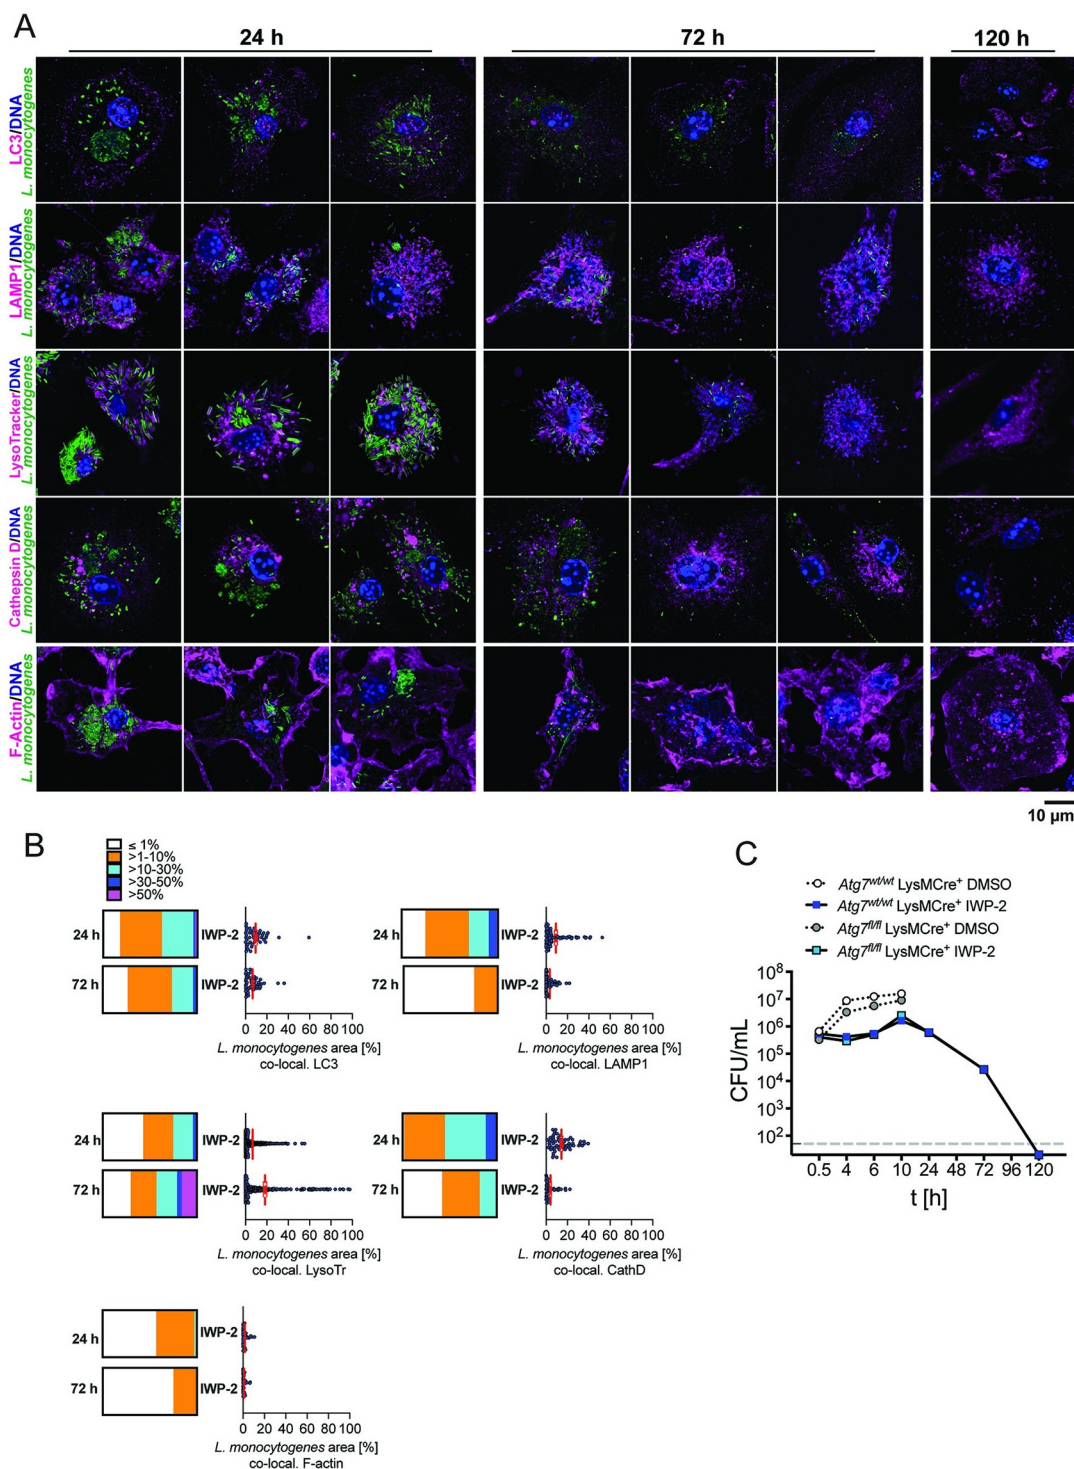 A
24 h
72 h
120 h
LC3/DNA
L. monocytogenes
LAMP1/DNA
L. monocytogenes
LysoTracker/DNA
L. monocytogenes
Cathepsin D/DNA
L. monocytogenes
F-Actin/DNA
L. monocytogenes
10 µm
B
≤ 1%
>1-10%
>10-30%
>30-50%
>50%
24 h
IWP-2
72 h
IWP-2
0 20 40 60 80 100
L. monocytogenes area [%]
co-local. LC3
24 h
IWP-2
72 h
IWP-2
0 20 40 60 80 100
L. monocytogenes area [%]
co-local. LAMP1
24 h
IWP-2
72 h
IWP-2
0 20 40 60 80 100
L. monocytogenes area [%]
co-local. LysoTr
24 h
IWP-2
72 h
IWP-2
0 20 40 60 80 100
L. monocytogenes area [%]
co-local. CathD
24 h
IWP-2
72 h
IWP-2
0 20 40 60 80 100
L. monocytogenes area [%]
co-local. F-actin
C
Atg7wt/wt LysMCre+ DMSO
Atg7wt/wt LysMCre+ IWP-2
Atg7fl/fl LysMCre+ DMSO
Atg7fl/fl LysMCre+ IWP-2
10⁸
10⁷
10⁶
10⁵
10⁴
10³
10²
CFU/mL
0.5 4 6 10 24 48 72 96 120
t [h]